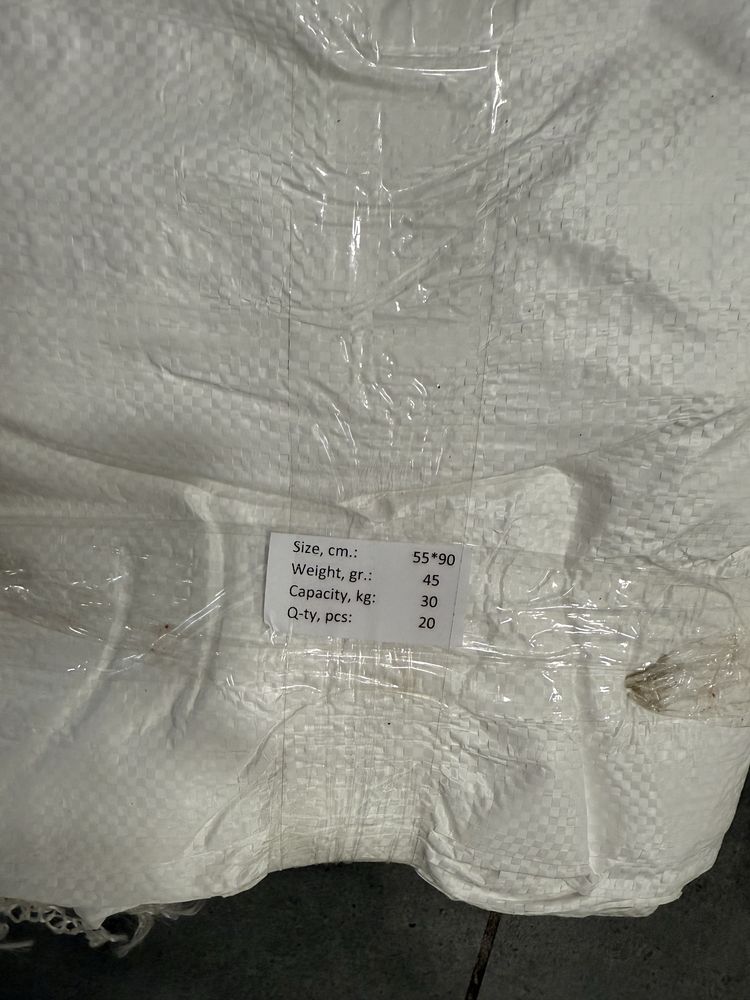 Size, cm.: 55*90
Weight, gr.: 45
Capacity, kg: 30
Q-ty, pcs: 20